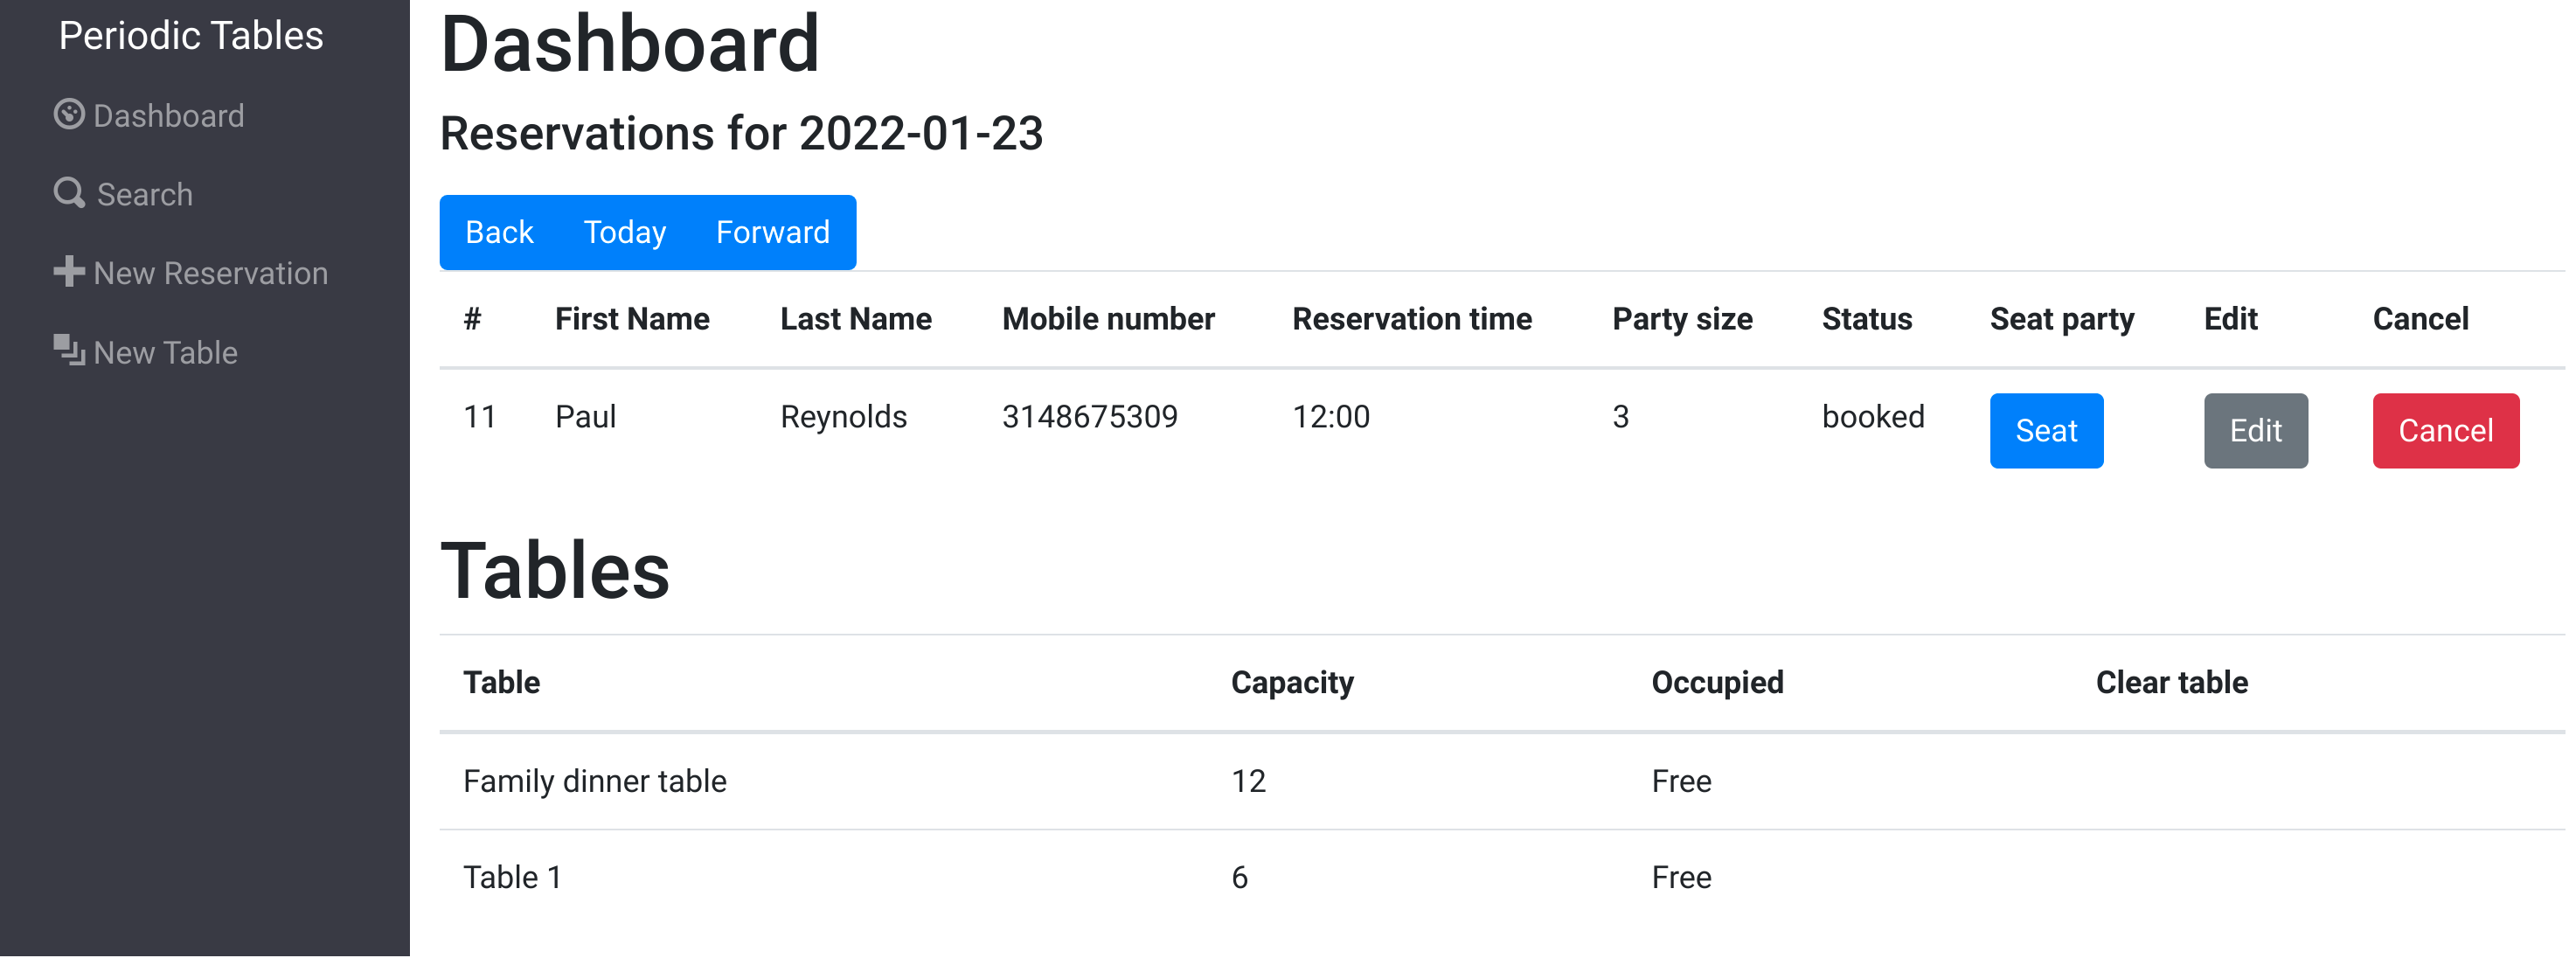 Periodic Tables
Dashboard
Search
New Reservation
New Table
Dashboard
Reservations for 2022-01-23
Back Today Forward
# First Name Last Name Mobile number Reservation time Party size Status Seat party Edit Cancel
11 Paul Reynolds 3148675309 12:00 3 booked Seat Edit Cancel
Tables
Table Capacity Occupied Clear table
Family dinner table 12 Free
Table 1 6 Free